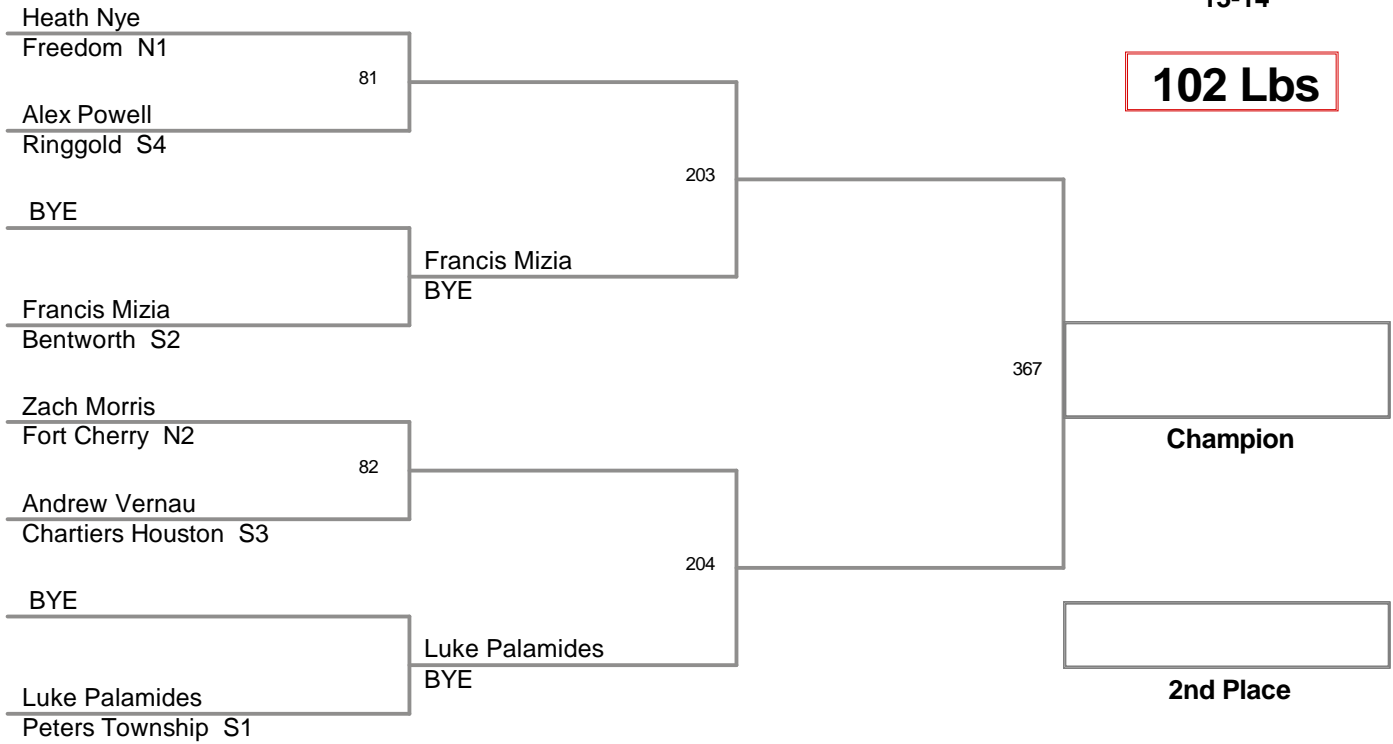 Heath Nye
Freedom N1
81
Alex Powell
Ringgold S4
BYE
Francis Mizia
Bentworth S2
Francis Mizia
BYE
203
Zach Morris
Fort Cherry N2
82
Andrew Vernau
Chartiers Houston S3
BYE
Luke Palamides
Peters Township S1
Luke Palamides
BYE
204
367
102 Lbs
Champion
2nd Place